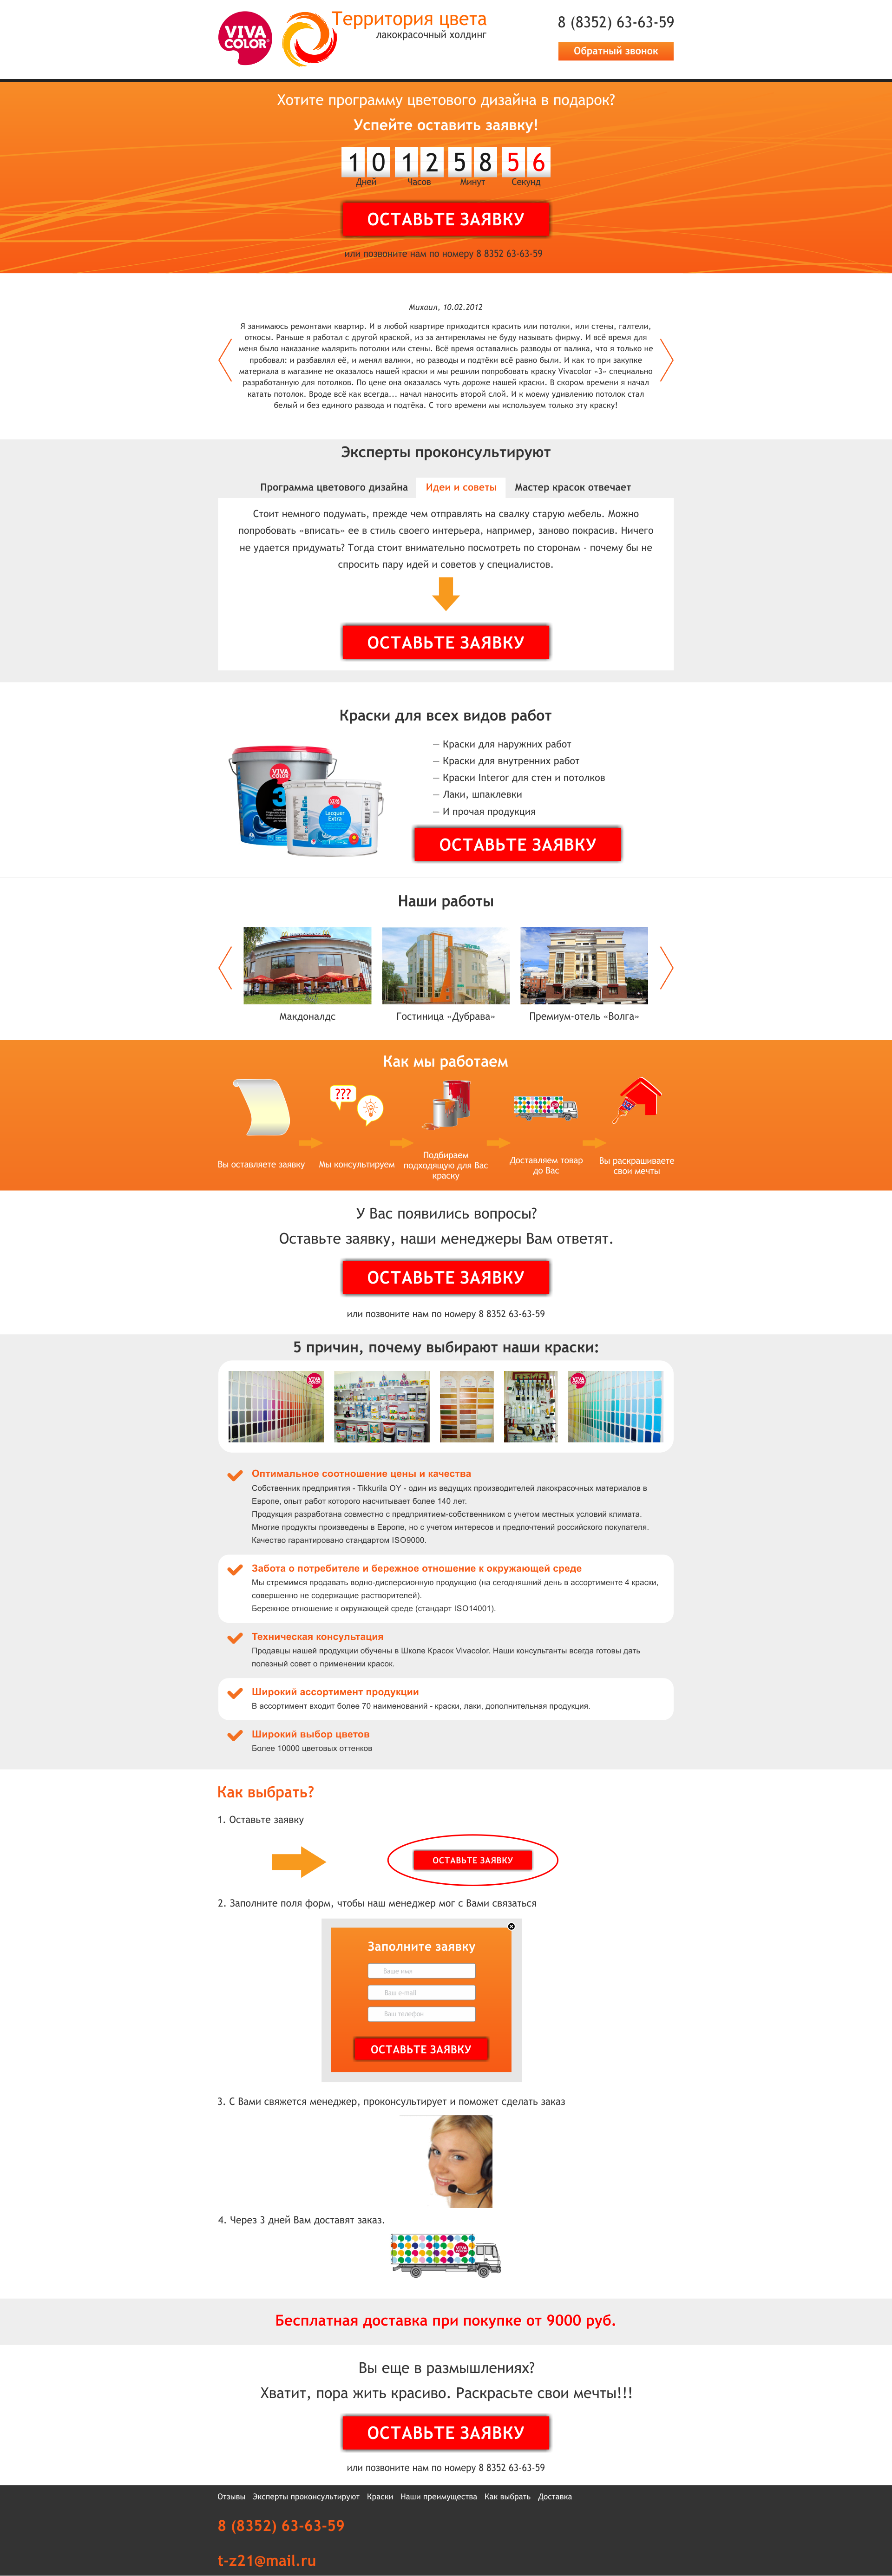 VIVA
COLOR
Территория цвета
лакокрасочный холдинг
8 (8352) 63-63-59
Обратный звонок
Хотите программу цветового дизайна в подарок?
Успейте оставить заявку!
10 12 58 56
Дней Часов Минут Секунд
ОСТАВЬТЕ ЗАЯВКУ
или позвоните нам по номеру 8 8352 63-63-59
Михаил, 10.02.2012
Я занимаюсь ремонтами квартир. И в любой квартире приходится красить или потолки, или стены, галтели,
откосы. Раньше я работал с другой краской, из за антирекламы не буду называть фирму. И всё время для
меня было наказание малярить потолки или стены. Всё время оставались разводы от валика, что я только не
пробовал: и разбавлял её, и менял валики, но разводы и подтёки всё равно были. И как то при закупке
материала в магазине не оказалось нашей краски и мы решили попробовать краску Vivacolor «3» специально
разработанную для потолков. По цене она оказалась чуть дороже нашей краски. В скором времени я начал
катать потолок. Вроде всё как всегда... начал наносить второй слой. И к моему удивлению потолок стал
белый и без единого развода и подтёка. С того времени мы используем только эту краску!
Эксперты проконсультируют
Программа цветового дизайна Идеи и советы Мастер красок отвечает
Стоит немного подумать, прежде чем отправлять на свалку старую мебель. Можно
попробовать «вписать» ее в стиль своего интерьера, например, заново покрасив. Ничего
не удается придумать? Тогда стоит внимательно посмотреть по сторонам - почему бы не
спросить пару идей и советов у специалистов.
ОСТАВЬТЕ ЗАЯВКУ
Краски для всех видов работ
VIVA
COLOR
3
VIVA
COLOR
Lacquer
Extra
— Краски для наружних работ
— Краски для внутренних работ
— Краски Interor для стен и потолков
— Лаки, шпаклевки
— И прочая продукция
ОСТАВЬТЕ ЗАЯВКУ
Наши работы
Макдоналдс
Гостиница «Дубрава»
Премиум-отель «Волга»
Как мы работаем
???
Вы оставляете заявку
Мы консультируем
Подбираем
подходящую для Вас
краску
Доставляем товар
до Вас
Вы раскрашиваете
свои мечты
У Вас появились вопросы?
Оставьте заявку, наши менеджеры Вам ответят.
ОСТАВЬТЕ ЗАЯВКУ
или позвоните нам по номеру 8 8352 63-63-59
5 причин, почему выбирают наши краски:
VIVA
COLOR
VIVA
COLOR
Оптимальное соотношение цены и качества
Собственник предприятия - Tikkurila OY - один из ведущих производителей лакокрасочных материалов в
Европе, опыт работ которого насчитывает более 140 лет.
Продукция разработана совместно с предприятием-собственником с учетом местных условий климата.
Многие продукты произведены в Европе, но с учетом интересов и предпочтений российского покупателя.
Качество гарантировано стандартом ISO9000.
Забота о потребителе и бережное отношение к окружающей среде
Мы стремимся продавать водно-дисперсионную продукцию (на сегодняшний день в ассортименте 4 краски,
совершенно не содержащие растворителей).
Бережное отношение к окружающей среде (стандарт ISO14001).
Техническая консультация
Продавцы нашей продукции обучены в Школе Красок Vivacolor. Наши консультанты всегда готовы дать
полезный совет о применении красок.
Широкий ассортимент продукции
В ассортимент входит более 70 наименований - краски, лаки, дополнительная продукция.
Широкий выбор цветов
Более 10000 цветовых оттенков
Как выбрать?
1. Оставьте заявку
ОСТАВЬТЕ ЗАЯВКУ
2. Заполните поля форм, чтобы наш менеджер мог с Вами связаться
Заполните заявку
Ваше имя
Ваш e-mail
Ваш телефон
ОСТАВЬТЕ ЗАЯВКУ
3. С Вами свяжется менеджер, проконсультирует и поможет сделать заказ
4. Через 3 дней Вам доставят заказ.
VIVA
COLOR
Бесплатная доставка при покупке от 9000 руб.
Вы еще в размышлениях?
Хватит, пора жить красиво. Раскрасьте свои мечты!!!
ОСТАВЬТЕ ЗАЯВКУ
или позвоните нам по номеру 8 8352 63-63-59
Отзывы Эксперты проконсультируют Краски Наши преимущества Как выбрать Доставка
8 (8352) 63-63-59
t-z21@mail.ru